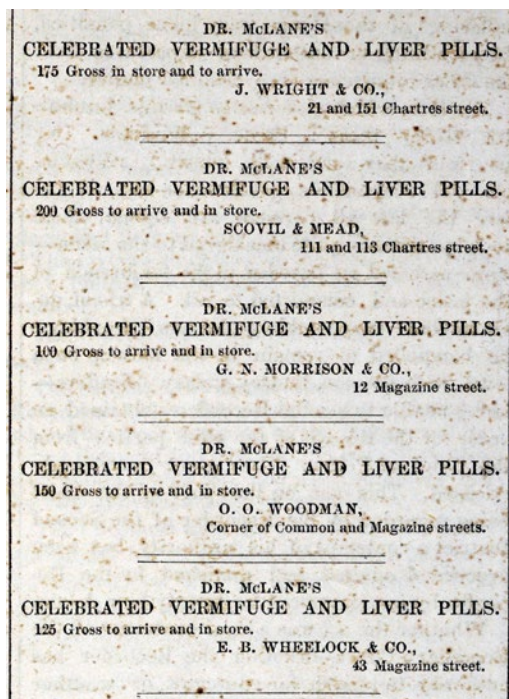 DR. McLANE'S
CELEBRATED VERMIFUGE AND LIVER PILLS.
175 Gross in store and to arrive.
J. WRIGHT & CO.,
21 and 151 Chartres street.
DR. McLANE'S
CELEBRATED VERMIFUGE AND LIVER PILLS.
200 Gross to arrive and in store.
SCOVIL & MEAD,
111 and 113 Chartres street.
DR. McLANE'S
CELEBRATED VERMIFUGE AND LIVER PILLS.
100 Gross to arrive and in store.
G. N. MORRISON & CO.,
12 Magazine street.
DR. McLANE'S
CELEBRATED VERMIFUGE AND LIVER PILLS.
150 Gross to arrive and in store.
O. O. WOODMAN,
Corner of Common and Magazine streets.
DR. McLANE'S
CELEBRATED VERMIFUGE AND LIVER PILLS.
125 Gross to arrive and in store.
E. B. WHEELOCK & CO.,
43 Magazine street.